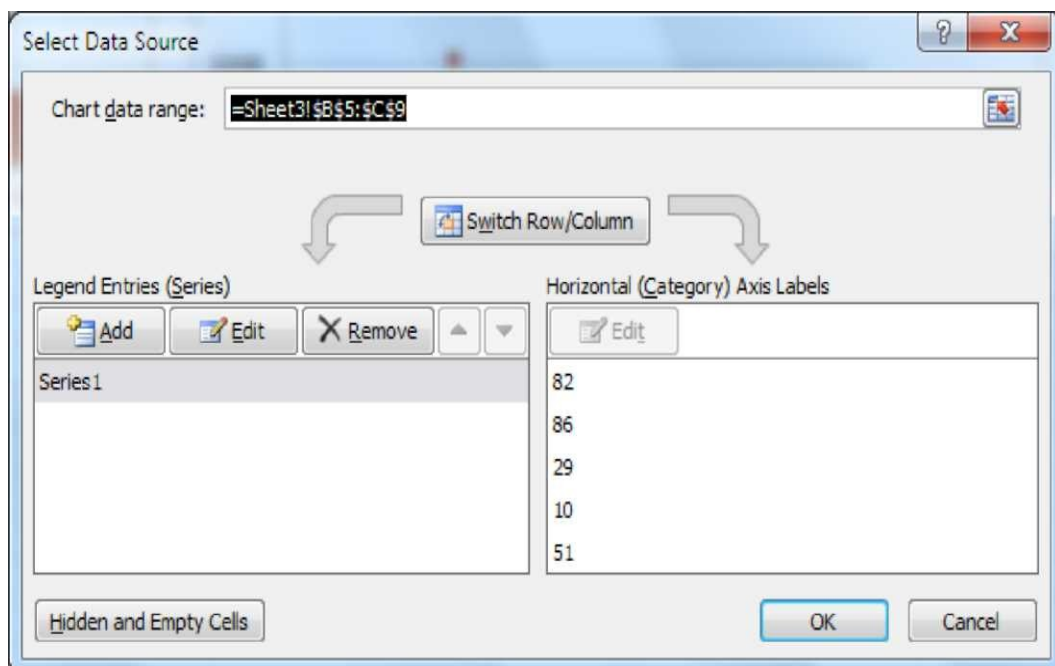 Select Data Source
Chart data range: =Sheet3!$B$5:$C$9
Switch Row/Column
Legend Entries (Series)
Add Edit Remove
Series1
Horizontal (Category) Axis Labels
Edit
82
86
29
10
51
Hidden and Empty Cells
OK Cancel